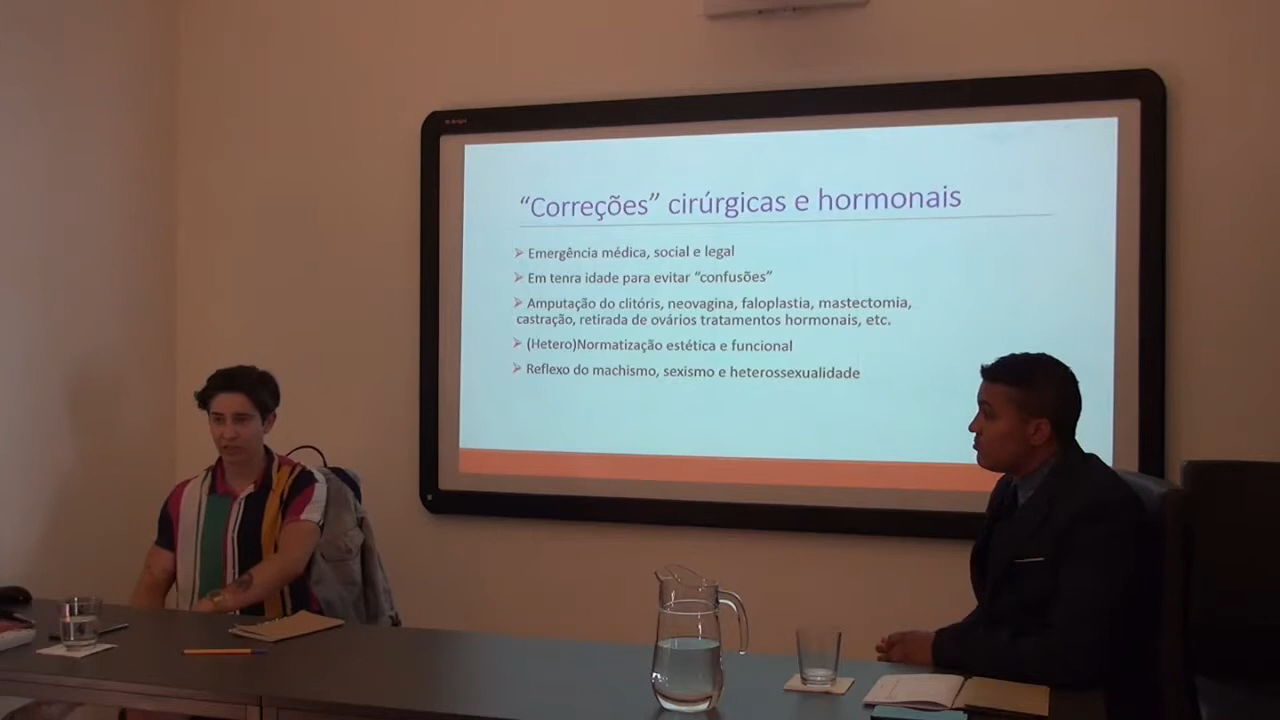 “Correções” cirúrgicas e hormonais
➢ Emergência médica, social e legal
➢ Em tenra idade para evitar “confusões”
➢ Amputação do clitóris, neovagina, faloplastia, mastectomia,
castração, retirada de ovários tratamentos hormonais, etc.
➢ (Hetero)Normatização estética e funcional
➢ Reflexo do machismo, sexismo e heterossexualidade